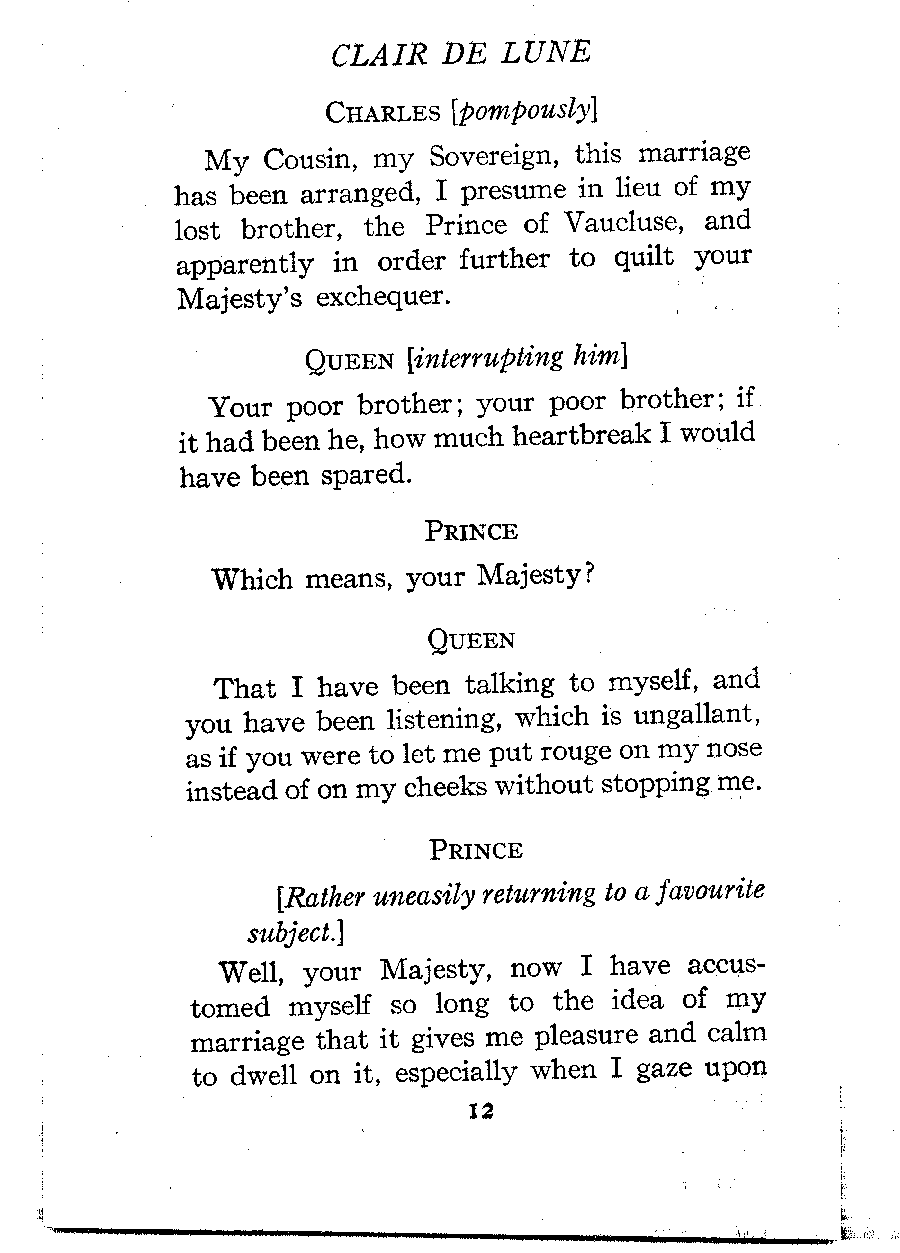 CLAIR DE LUNE
CHARLES [pompously]
My Cousin, my Sovereign, this marriage
has been arranged, I presume in lieu of my
lost brother, the Prince of Vaucluse, and
apparently in order further to quilt your
Majesty's exchequer.
QUEEN [interrupting him]
Your poor brother; your poor brother; if
it had been he, how much heartbreak I would
have been spared.
PRINCE
Which means, your Majesty?
QUEEN
That I have been talking to myself, and
you have been listening, which is ungallant,
as if you were to let me put rouge on my nose
instead of on my cheeks without stopping me.
PRINCE
[Rather uneasily returning to a favourite
subject.]
Well, your Majesty, now I have accus-
tomed myself so long to the idea of my
marriage that it gives me pleasure and calm
to dwell on it, especially when I gaze upon
12